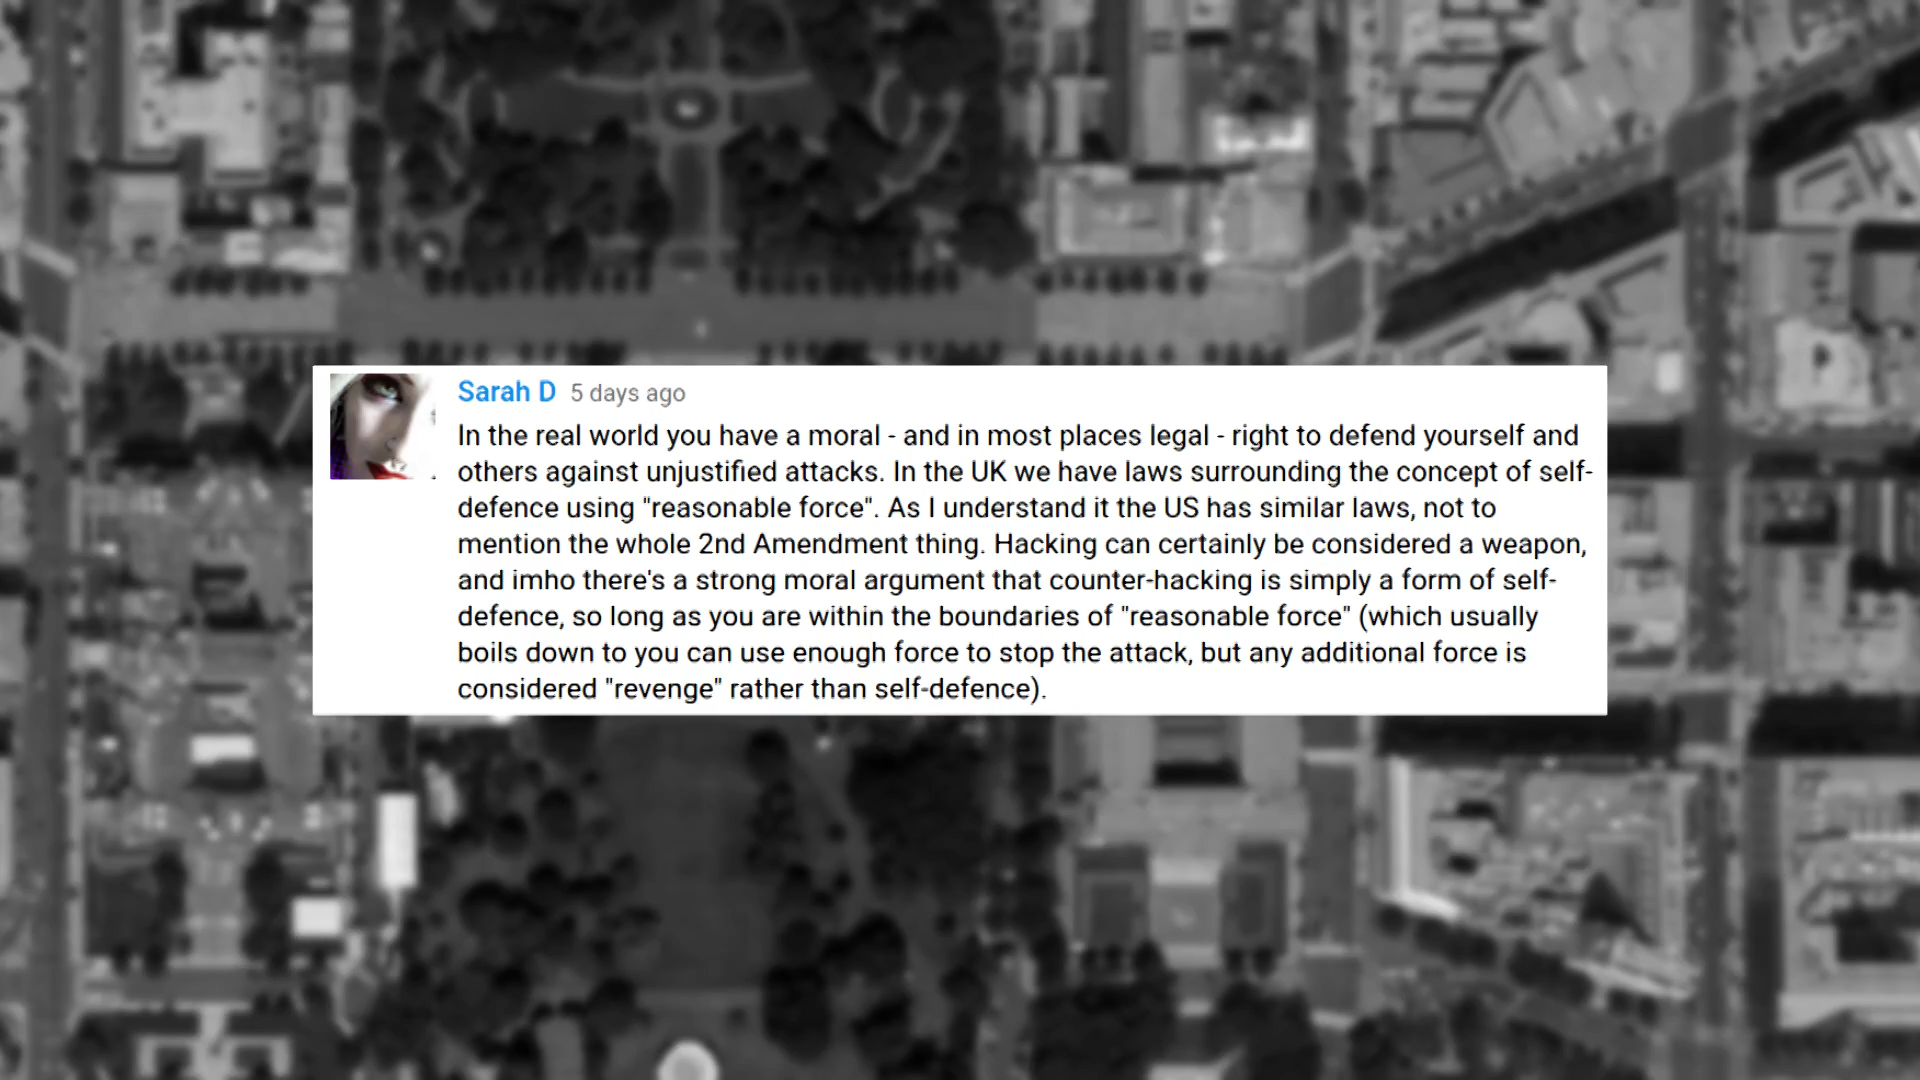 Sarah D 5 days ago
In the real world you have a moral - and in most places legal - right to defend yourself and
others against unjustified attacks. In the UK we have laws surrounding the concept of self-
defence using "reasonable force". As I understand it the US has similar laws, not to
mention the whole 2nd Amendment thing. Hacking can certainly be considered a weapon,
and imho there's a strong moral argument that counter-hacking is simply a form of self-
defence, so long as you are within the boundaries of "reasonable force" (which usually
boils down to you can use enough force to stop the attack, but any additional force is
considered "revenge" rather than self-defence).